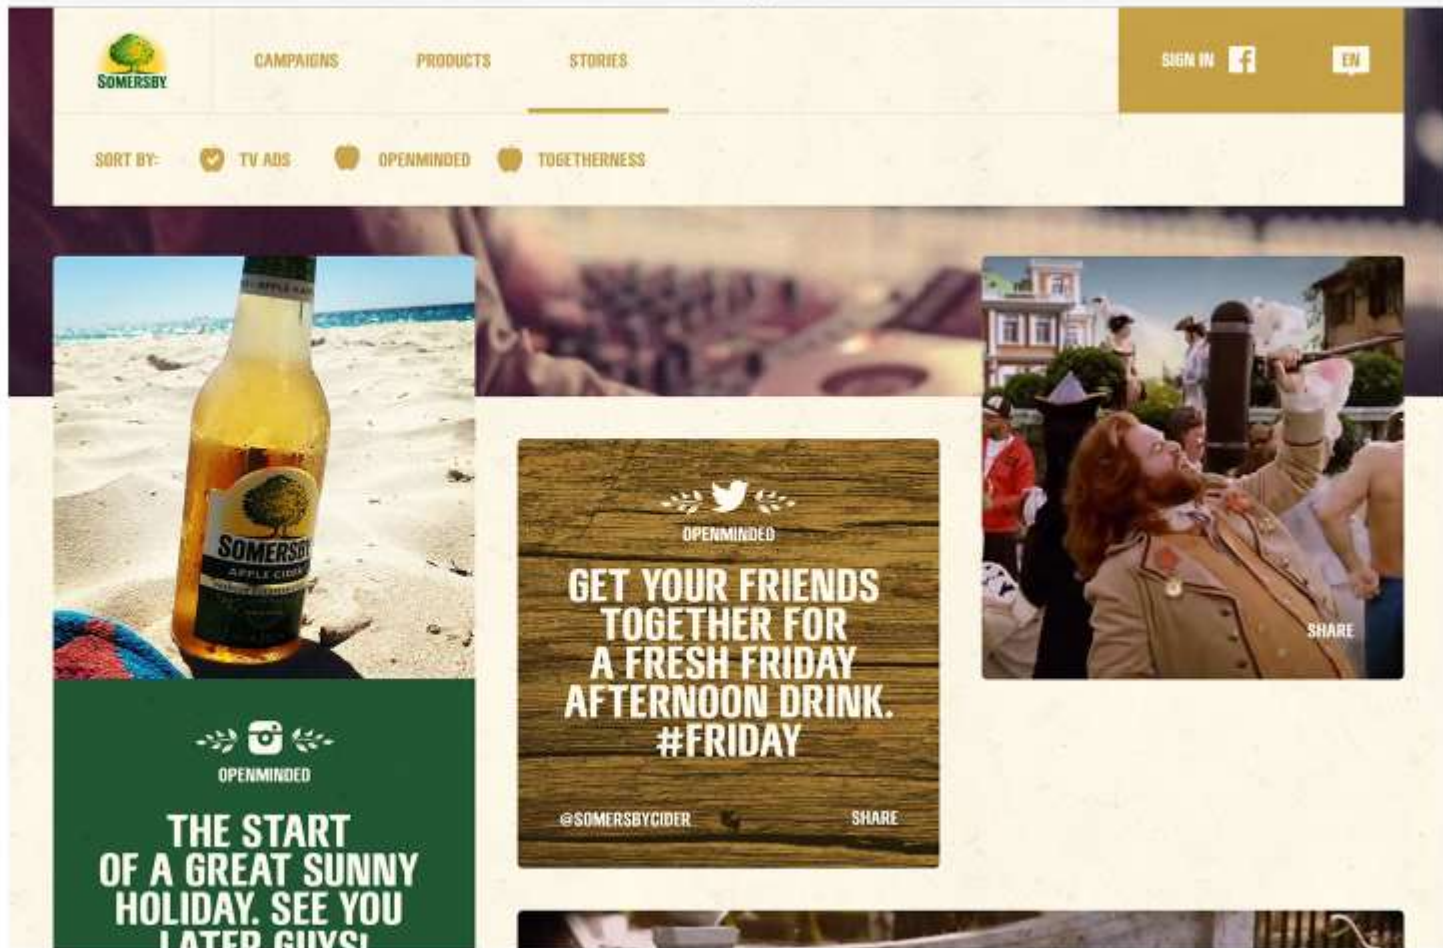 SOMERSBY
CAMPAIGNS
PRODUCTS
STORIES
SIGN IN
EN
SORT BY:
TV ADS
OPENMINDED
TOGETHERNESS
SOMERSBY
APPLE CIDER
OPENMINDED
THE START
OF A GREAT SUNNY
HOLIDAY. SEE YOU
LATER GUYS!
OPENMINDED
GET YOUR FRIENDS
TOGETHER FOR
A FRESH FRIDAY
AFTERNOON DRINK.
#FRIDAY
@SOMERSBYCIDER
SHARE
SHARE